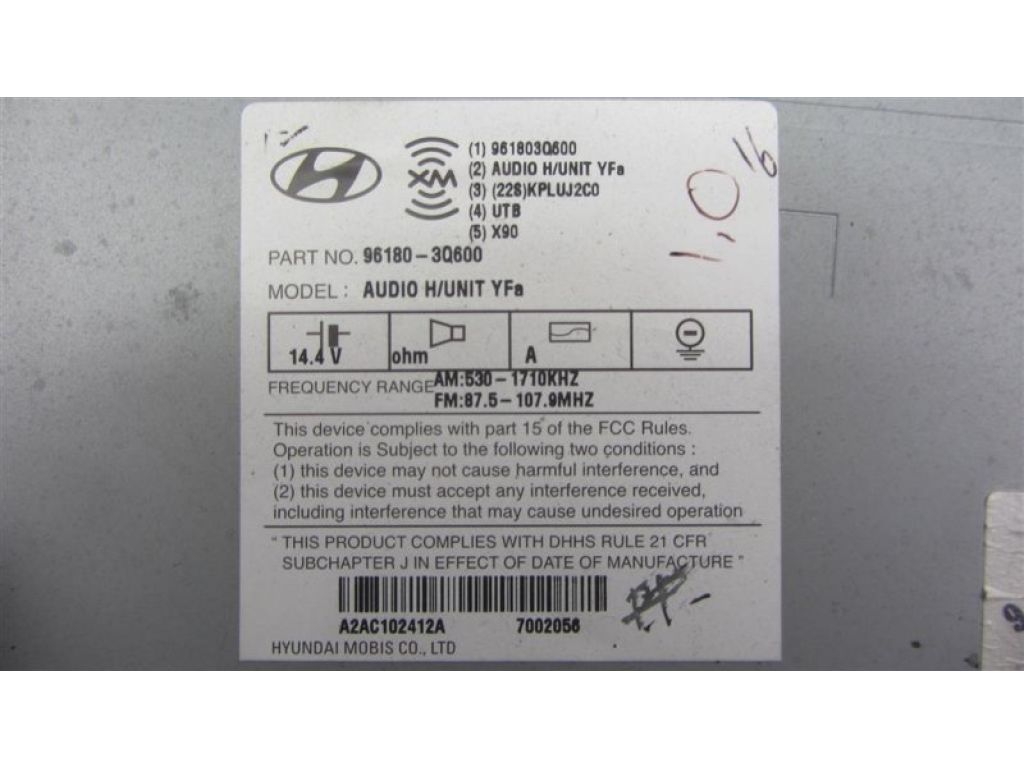 (1) 961803Q600
XM
(2) AUDIO H/UNIT YFa
(3) (228)KPLUJ2C0
(4) UTB
(5) X90
1,016
PART NO. 96180-3Q600
MODEL : AUDIO H/UNIT YFa
14.4 V ohm A
FREQUENCY RANGE AM:530-1710KHZ
FM:87.5-107.9MHZ
This device complies with part 15 of the FCC Rules.
Operation is Subject to the following two conditions :
(1) this device may not cause harmful interference, and
(2) this device must accept any interference received,
including interference that may cause undesired operation
" THIS PRODUCT COMPLIES WITH DHHS RULE 21 CFR
SUBCHAPTER J IN EFFECT OF DATE OF MANUFACTURE "
A2AC102412A 7002056
HYUNDAI MOBIS CO., LTD